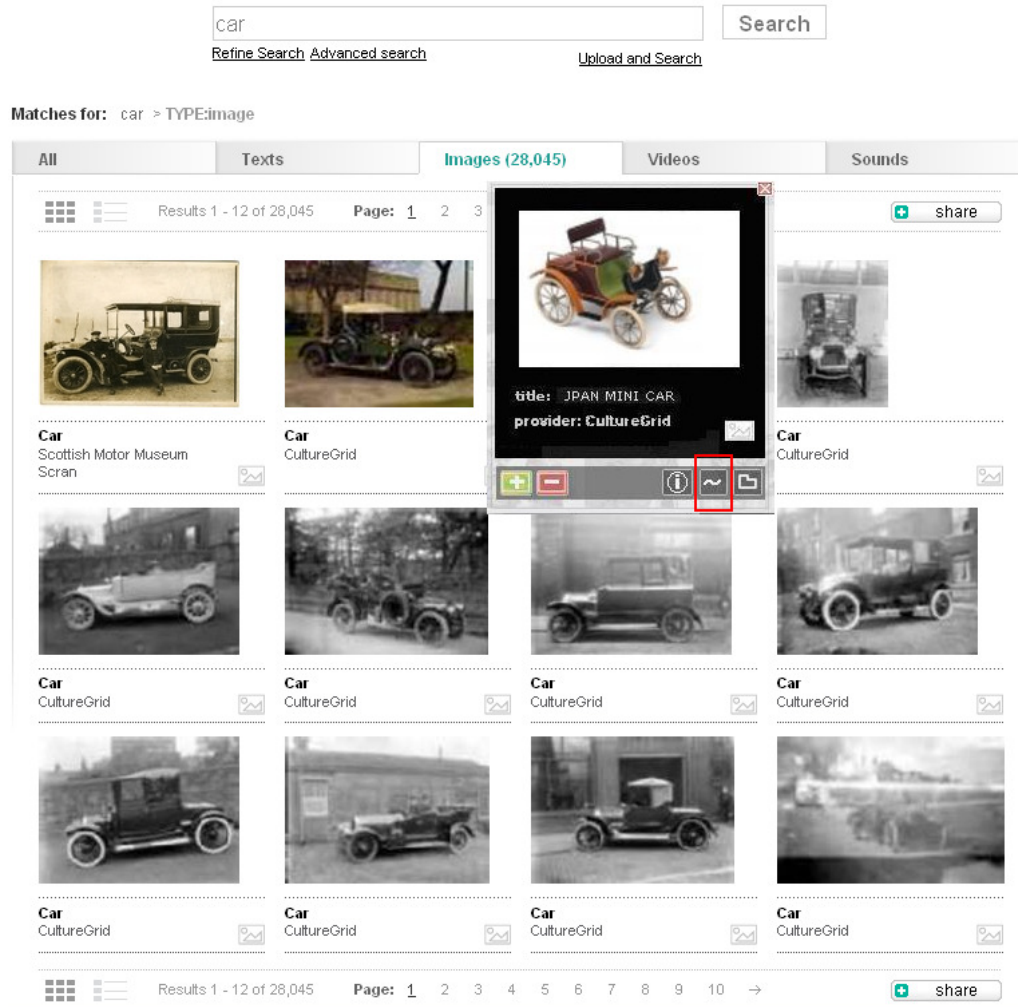 car
Search
Refine Search Advanced search
Upload and Search
Matches for: car > TYPE:image
All Texts Images (28,045) Videos Sounds
Results 1 - 12 of 28,045 Page: 1 2 3
share
title: JPAN MINI CAR
provider: CultureGrid
Car
Scottish Motor Museum
Scran
Car
CultureGrid
Car
CultureGrid
Car
CultureGrid
Car
CultureGrid
Car
CultureGrid
Car
CultureGrid
Car
CultureGrid
Car
CultureGrid
Car
CultureGrid
Car
CultureGrid
Results 1 - 12 of 28,045 Page: 1 2 3 4 5 6 7 8 9 10 →
share